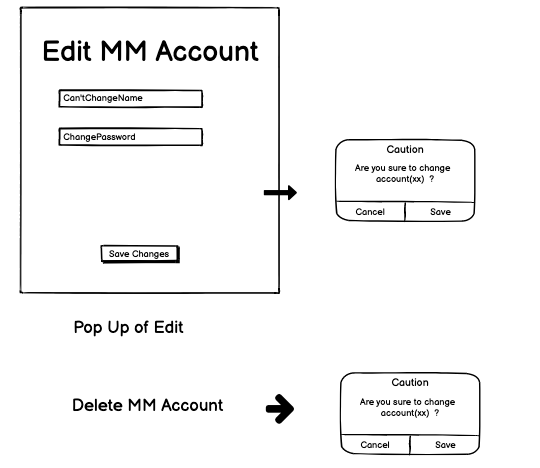 Edit MM Account
Can'tChangeName
ChangePassword
Save Changes
Caution
Are you sure to change
account(xx) ?
Cancel
Save
Pop Up of Edit
Delete MM Account
Caution
Are you sure to change
account(xx) ?
Cancel
Save